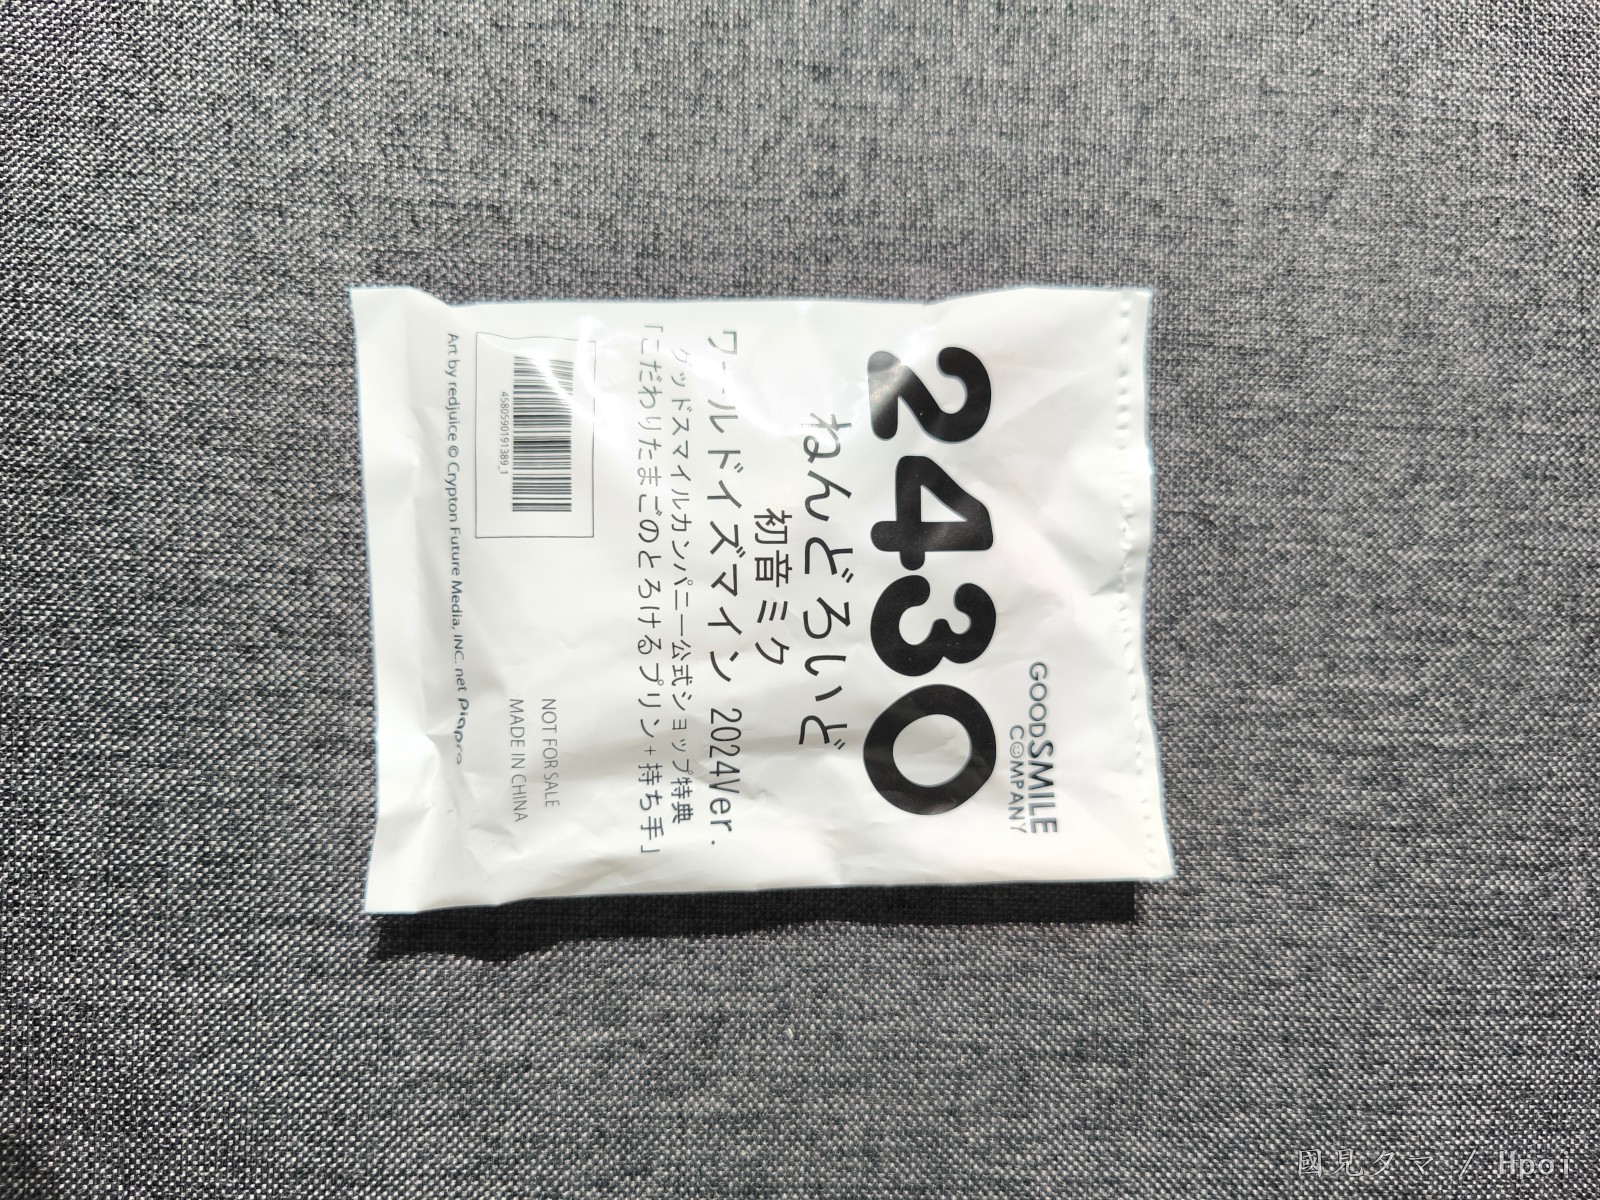 GOODSMILE
COMPANY
2430
ねんどろいど
初音ミク
ワールドイズマイン 2024Ver.
グッドスマイルカンパニー公式ショップ特典
「こだわりたまごのとろけるプリン+持ち手」
4580590191389_1
NOT FOR SALE
MADE IN CHINA
Art by redjuice © Crypton Future Media, INC. net piapro
國見タマ / Hpoi